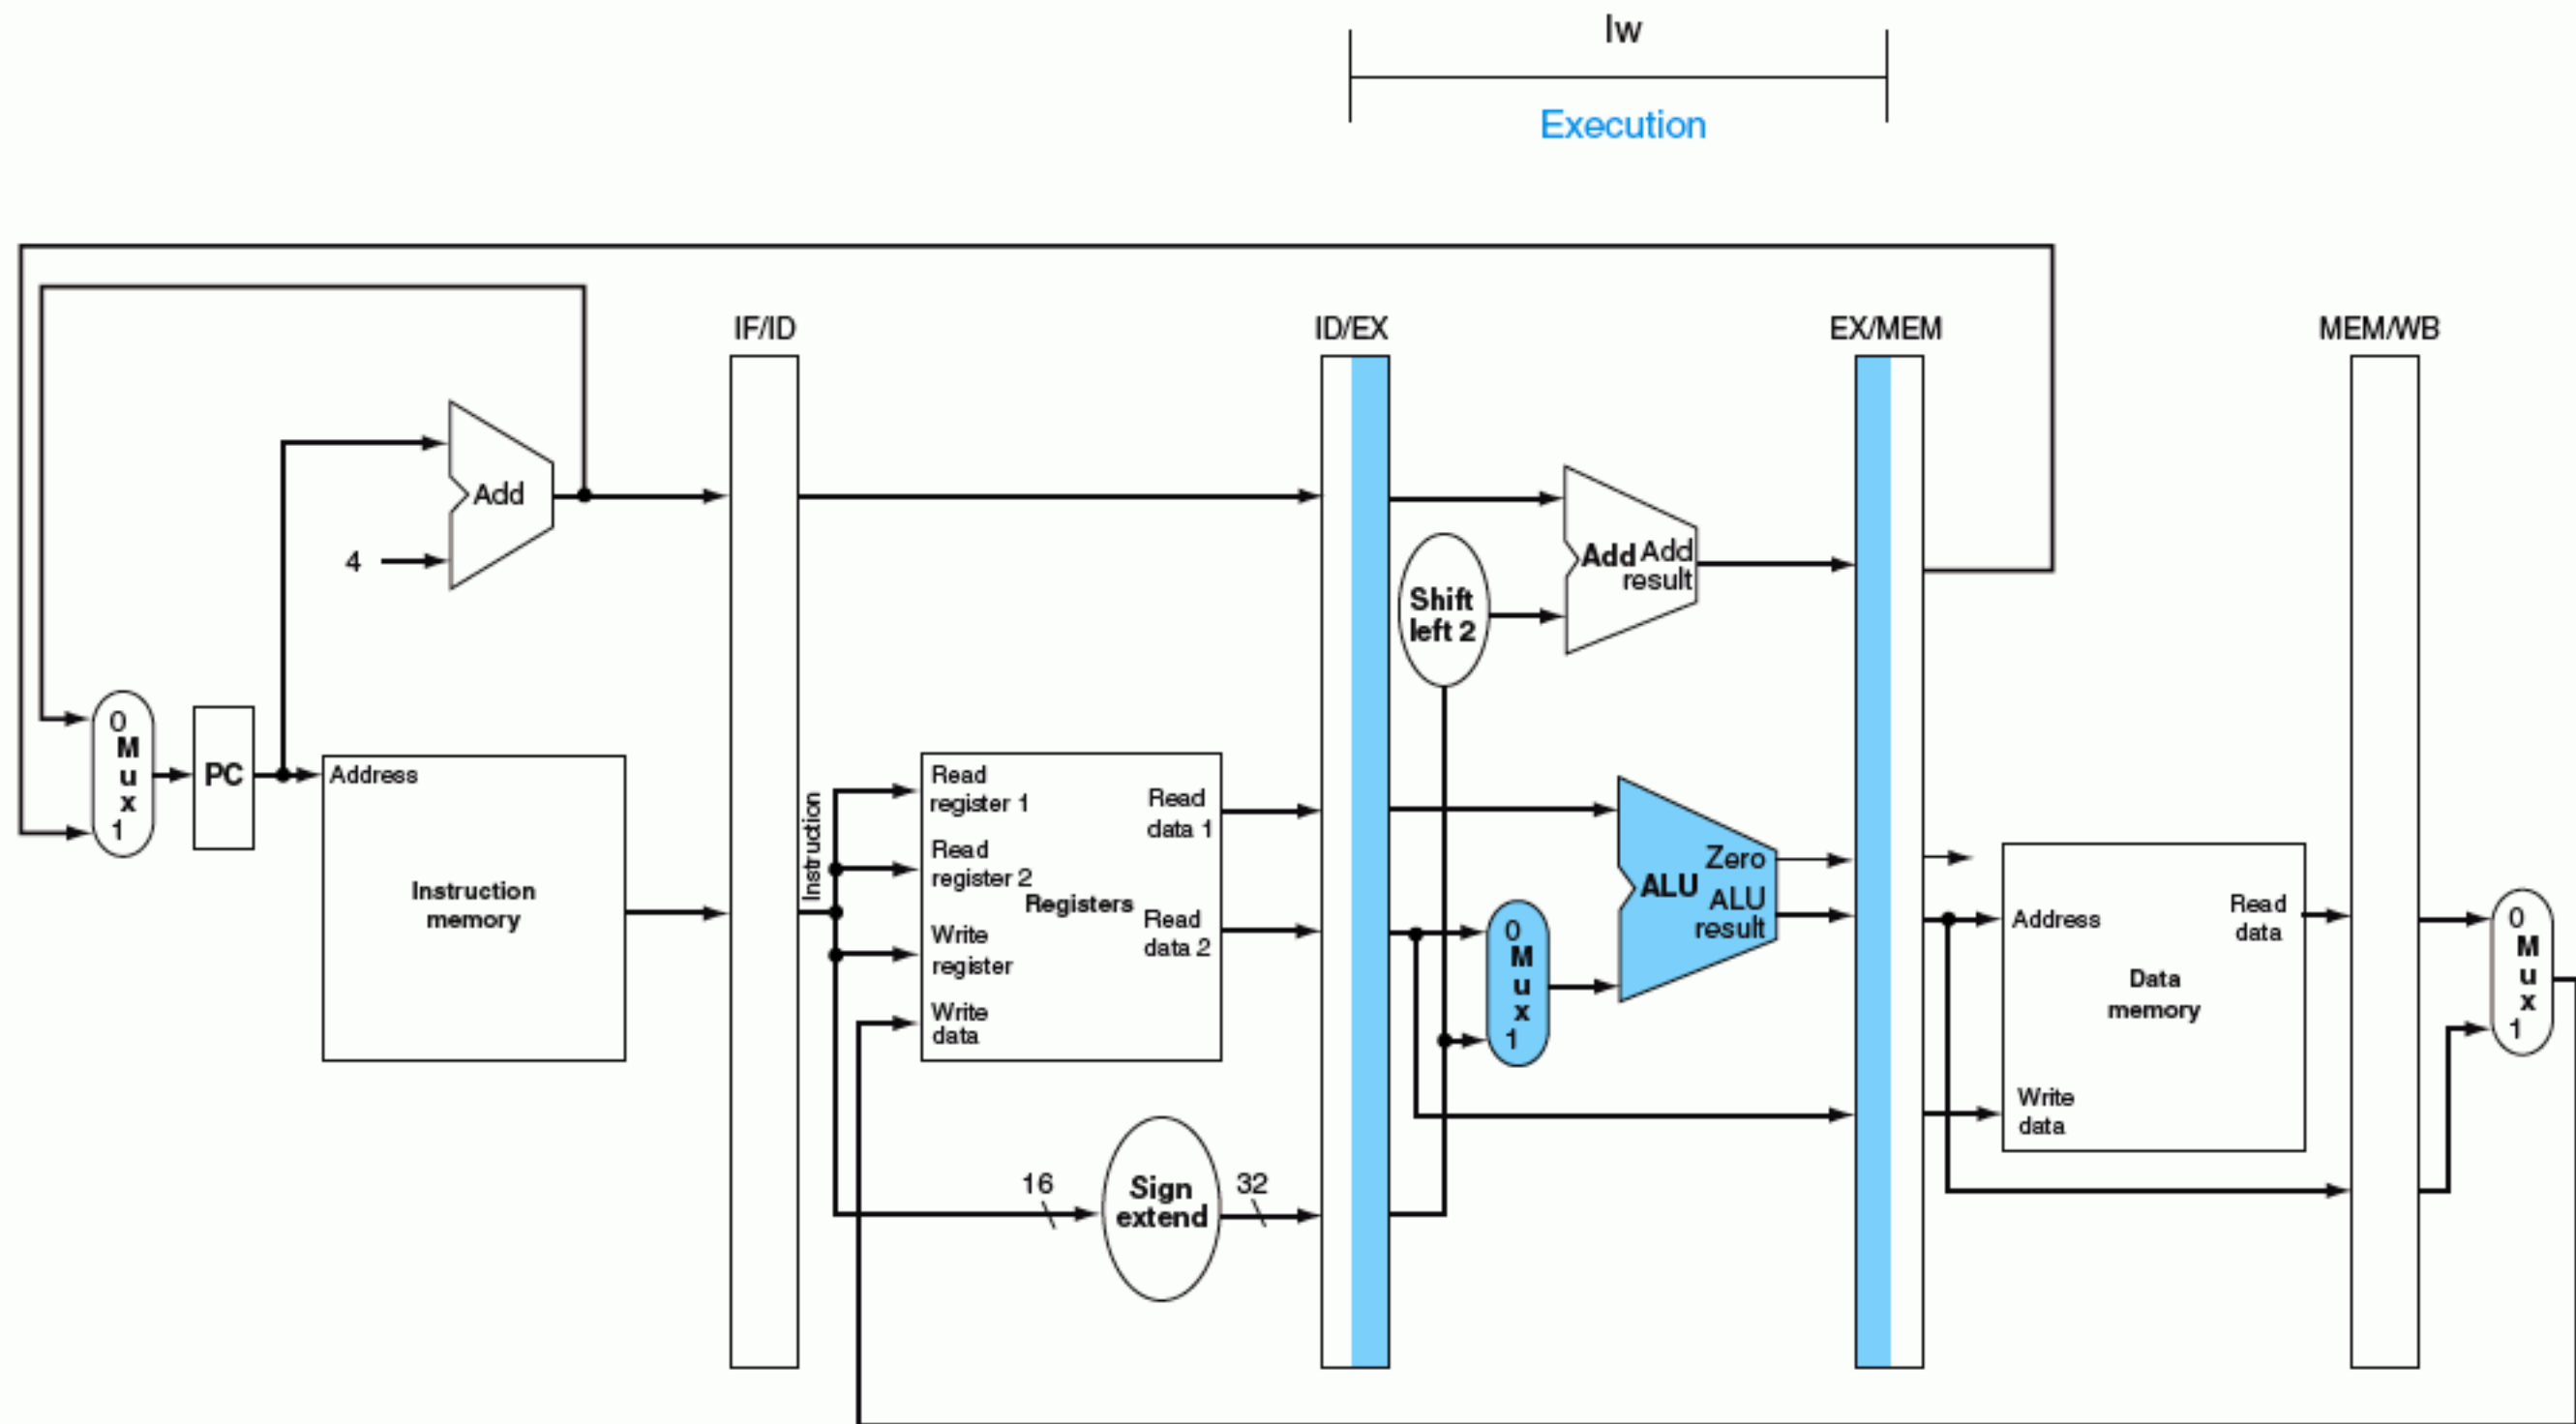 lw
Execution
IF/ID
ID/EX
EX/MEM
MEM/WB
Add
4
Add Add
result
Shift
left 2
0
M
u
x
1
PC
Address
Instruction
memory
Instruction
Read
register 1
Read
register 2
Write
register
Write
data
Registers
Read
data 1
Read
data 2
16
Sign
extend
32
0
M
u
x
1
Zero
ALU
ALU
result
Address
Read
data
Data
memory
Write
data
0
M
u
x
1